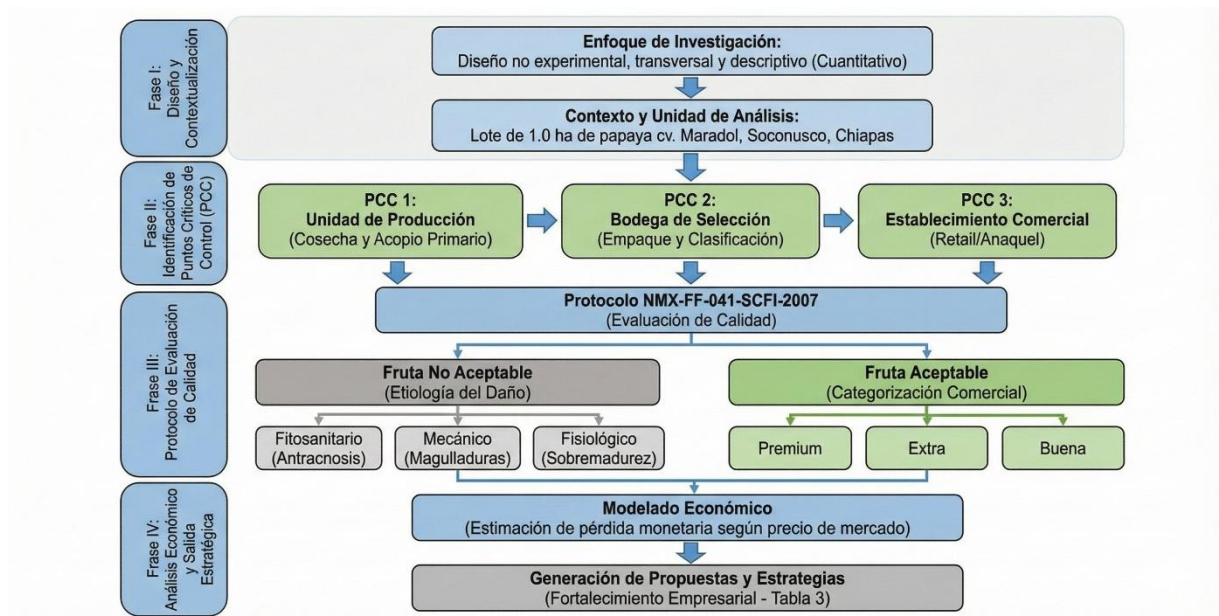 Fase I:
Diseño y
Contextualización
Enfoque de Investigación:
Diseño no experimental, transversal y descriptivo (Cuantitativo)
Contexto y Unidad de Análisis:
Lote de 1.0 ha de papaya cv. Maradol, Soconusco, Chiapas
Fase II:
Identificación de
Puntos Críticos de
Control (PCC)
PCC 1:
Unidad de Producción
(Cosecha y Acopio Primario)
PCC 2:
Bodega de Selección
(Empaque y Clasificación)
PCC 3:
Establecimiento Comercial
(Retail/Anaquel)
Frase III:
Protocolo de Evaluación
de Calidad
Protocolo NMX-FF-041-SCFI-2007
(Evaluación de Calidad)
Fruta No Aceptable
(Etiología del Daño)
Fruta Aceptable
(Categorización Comercial)
Fitosanitario
(Antracnosis)
Mecánico
(Magulladuras)
Fisiológico
(Sobremadurez)
Premium
Extra
Buena
Frase IV:
Análisis Económico
y Salida
Estratégica
Modelado Económico
(Estimación de pérdida monetaria según precio de mercado)
Generación de Propuestas y Estrategias
(Fortalecimiento Empresarial - Tabla 3)